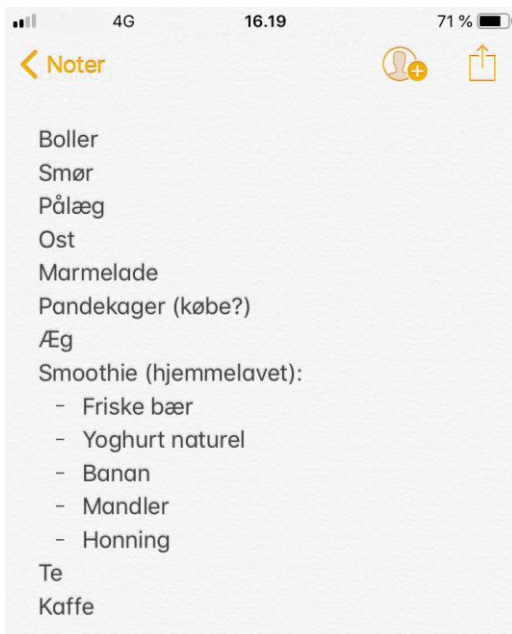 4G 16.19 71 %
Noter
Boller
Smør
Pålæg
Ost
Marmelade
Pandekager (købe?)
Æg
Smoothie (hjemmelavet):
- Friske bær
- Yoghurt naturel
- Banan
- Mandler
- Honning
Te
Kaffe